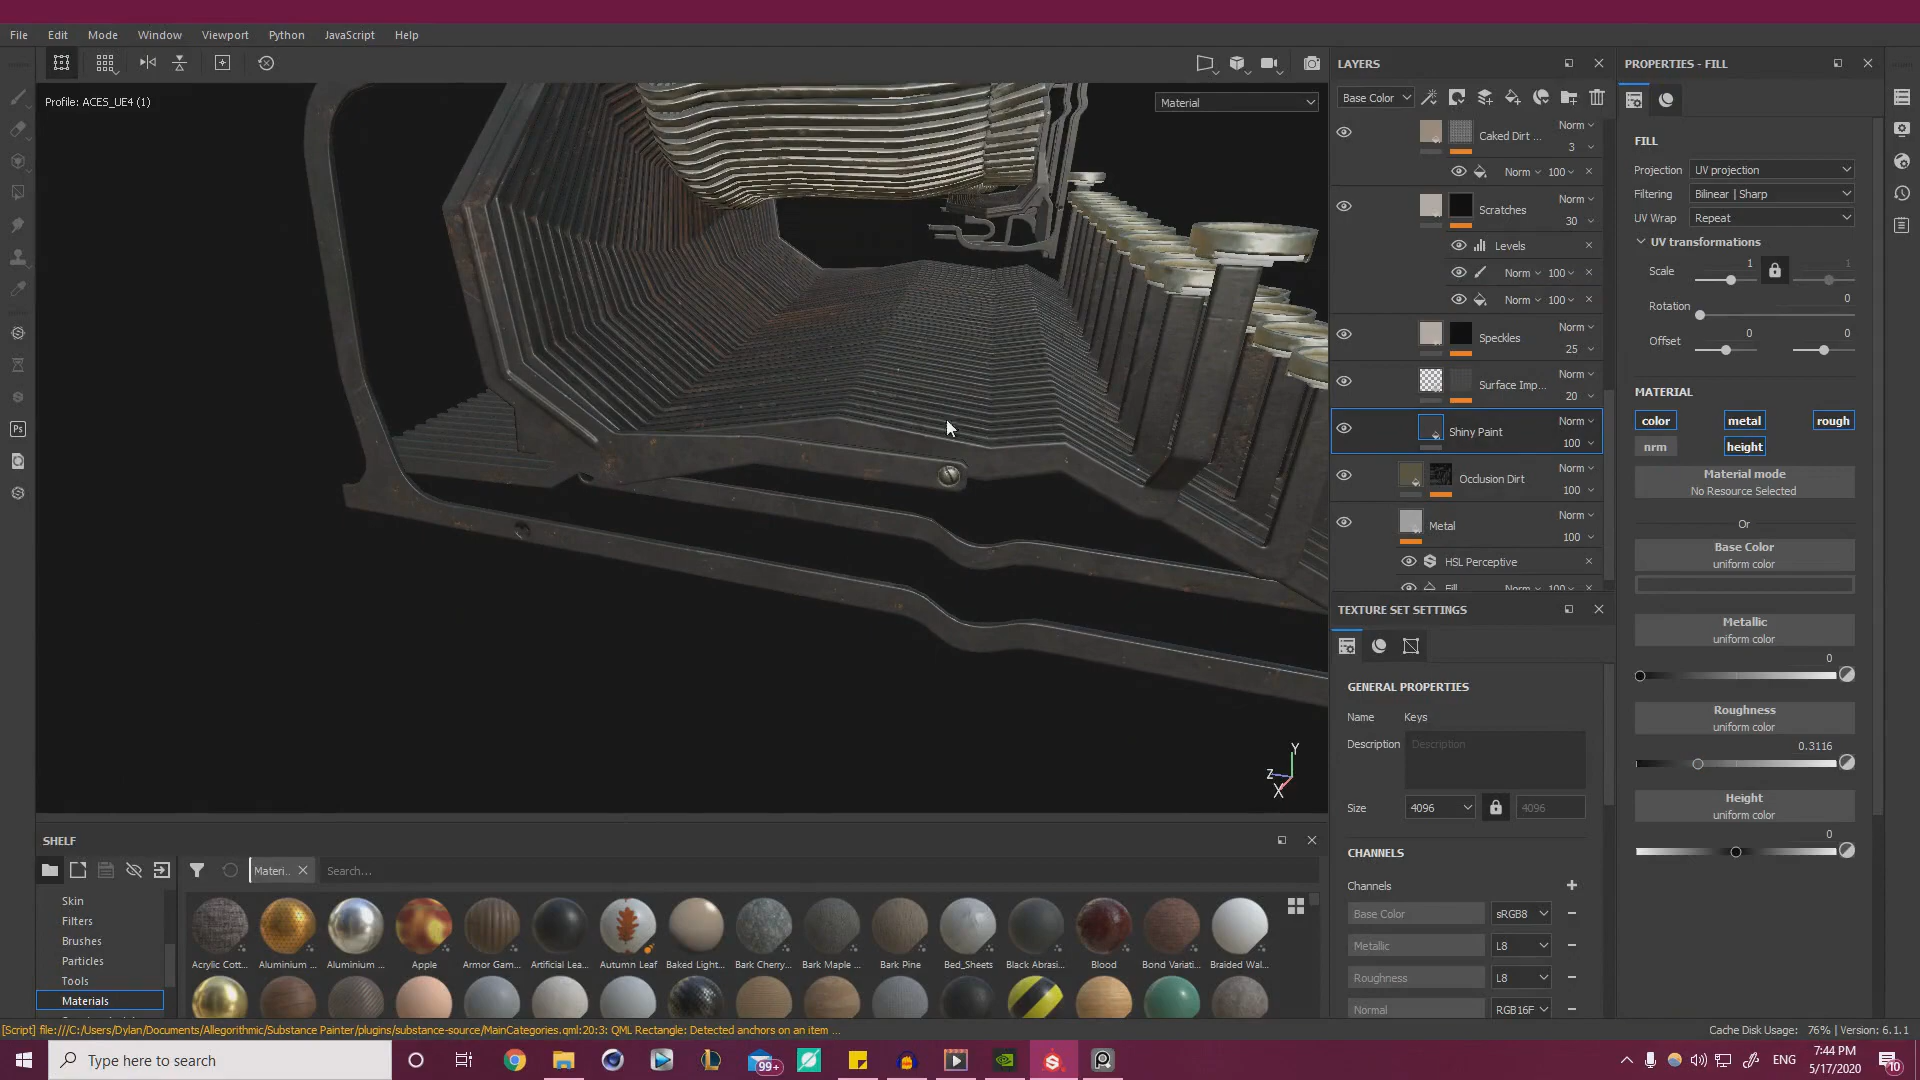 File Edit Mode Window Viewport Python JavaScript Help
Profile: ACES_UE4 (1)
Material
LAYERS
Base Color
Caked Dirt ...
Norm
3
Norm 100
Scratches
Norm
30
Levels
Norm 100
Norm 100
Speckles
Norm
25
Surface Imp...
Norm
20
Shiny Paint
Norm
100
Occlusion Dirt
Norm
100
Metal
Norm
100
HSL Perceptive
Fill Norm 100
TEXTURE SET SETTINGS
GENERAL PROPERTIES
Name Keys
Description Description
Size 4096 4096
CHANNELS
Channels
Base Color sRGB8
Metallic L8
Roughness L8
Normal RGB16F
PROPERTIES - FILL
FILL
Projection UV projection
Filtering Bilinear | Sharp
UV Wrap Repeat
UV transformations
Scale 1 1
Rotation 0
Offset 0 0
MATERIAL
color metal rough
nrm height
Material mode
No Resource Selected
Or
Base Color
uniform color
Metallic
uniform color
0
Roughness
uniform color
0.3116
Height
uniform color
0
Y
Z
X
SHELF
Materi..
Search...
Skin
Filters
Brushes
Particles
Tools
Materials
Acrylic Cott... Aluminium ... Aluminium ... Apple Armor Gam... Artificial Lea... Autumn Leaf Baked Light... Bark Cherry... Bark Maple ... Bark Pine Bed_Sheets Black Abrasi... Blood Bond Variati... Braided Wal...
[Script] file:///C:/Users/Dylan/Documents/Allegorithmic/Substance Painter/plugins/substance-source/MainCategories.qml:20:3: QML Rectangle: Detected anchors on an item ...
Cache Disk Usage: 76% | Version: 6.1.1
Type here to search
Ps
99+
ENG
7:44 PM
5/17/2020
10